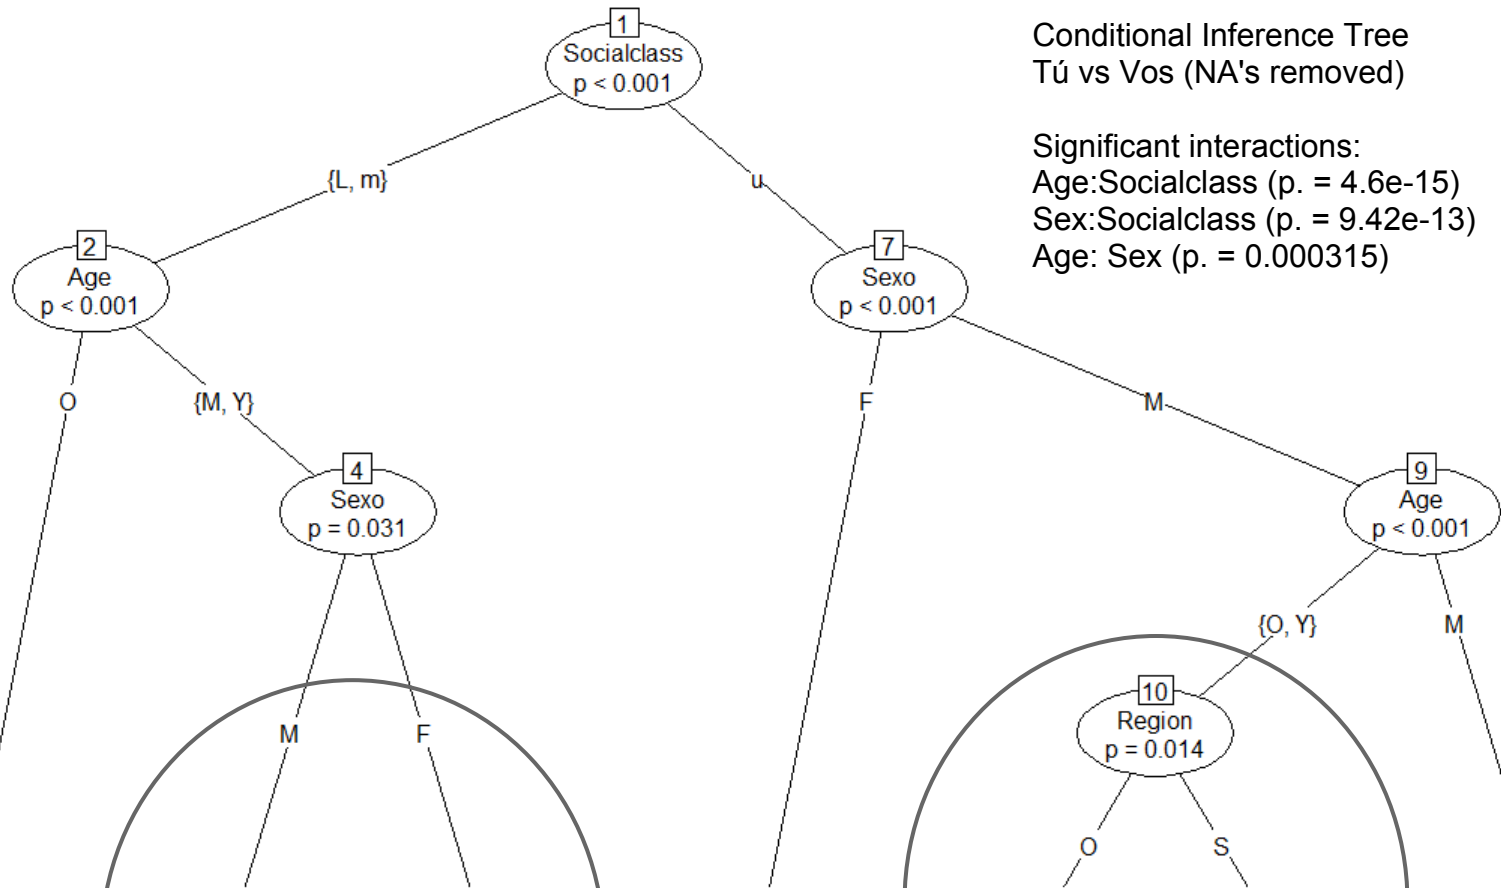 1
Socialclass
p < 0.001
Conditional Inference Tree
Tú vs Vos (NA's removed)
Significant interactions:
Age:Socialclass (p. = 4.6e-15)
Sex:Socialclass (p. = 9.42e-13)
Age: Sex (p. = 0.000315)
{L, m}
u
2
Age
p < 0.001
7
Sexo
p < 0.001
O
{M, Y}
F
M
4
Sexo
p = 0.031
9
Age
p < 0.001
{O, Y}
M
M
F
10
Region
p = 0.014
O
S